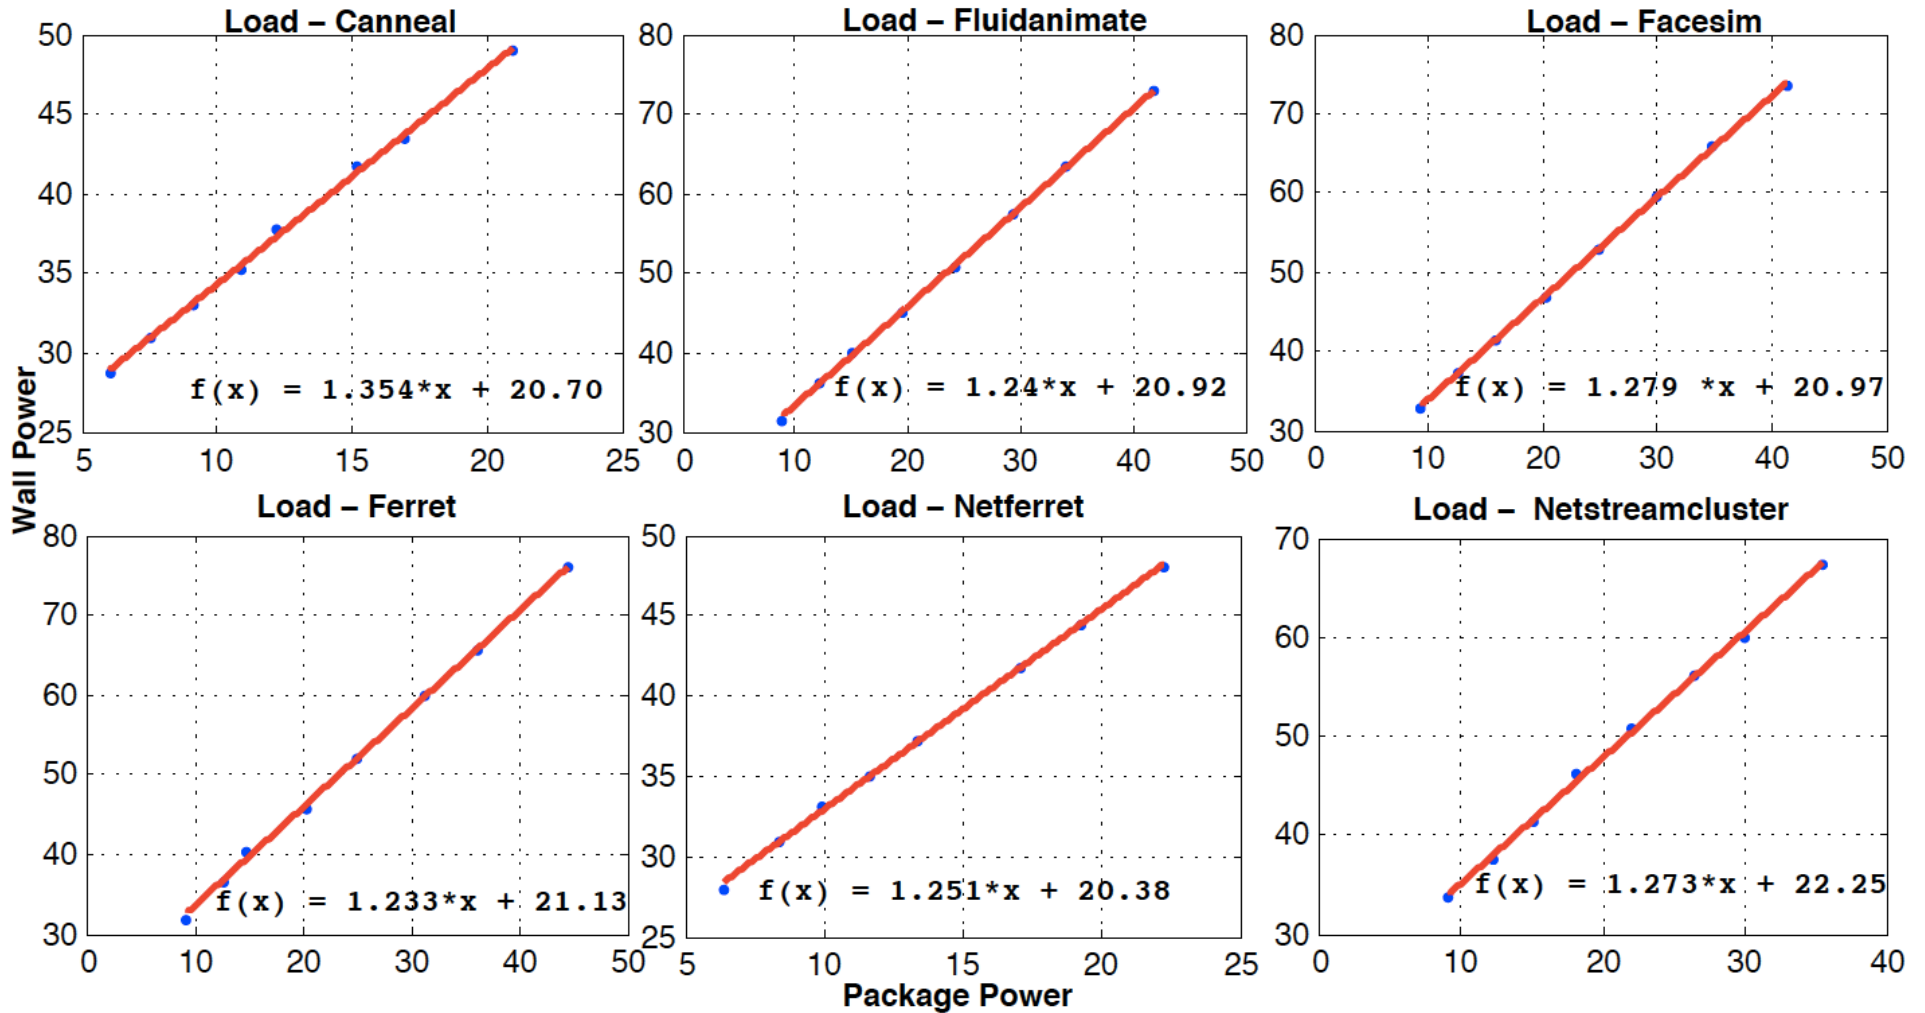 Load – Canneal
50
45
40
35
30
25
5 10 15 20 25
f(x) = 1.354*x + 20.70
Load – Fluidanimate
80
70
60
50
40
30
0 10 20 30 40 50
f(x) = 1.24*x + 20.92
Load – Facesim
80
70
60
50
40
30
0 10 20 30 40 50
f(x) = 1.279 *x + 20.97
Wall Power
Load – Ferret
80
70
60
50
40
30
0 10 20 30 40 50
f(x) = 1.233*x + 21.13
Load – Netferret
50
45
40
35
30
25
5 10 15 20 25
f(x) = 1.251*x + 20.38
Load – Netstreamcluster
70
60
50
40
30
0 10 20 30 40
f(x) = 1.273*x + 22.25
Package Power